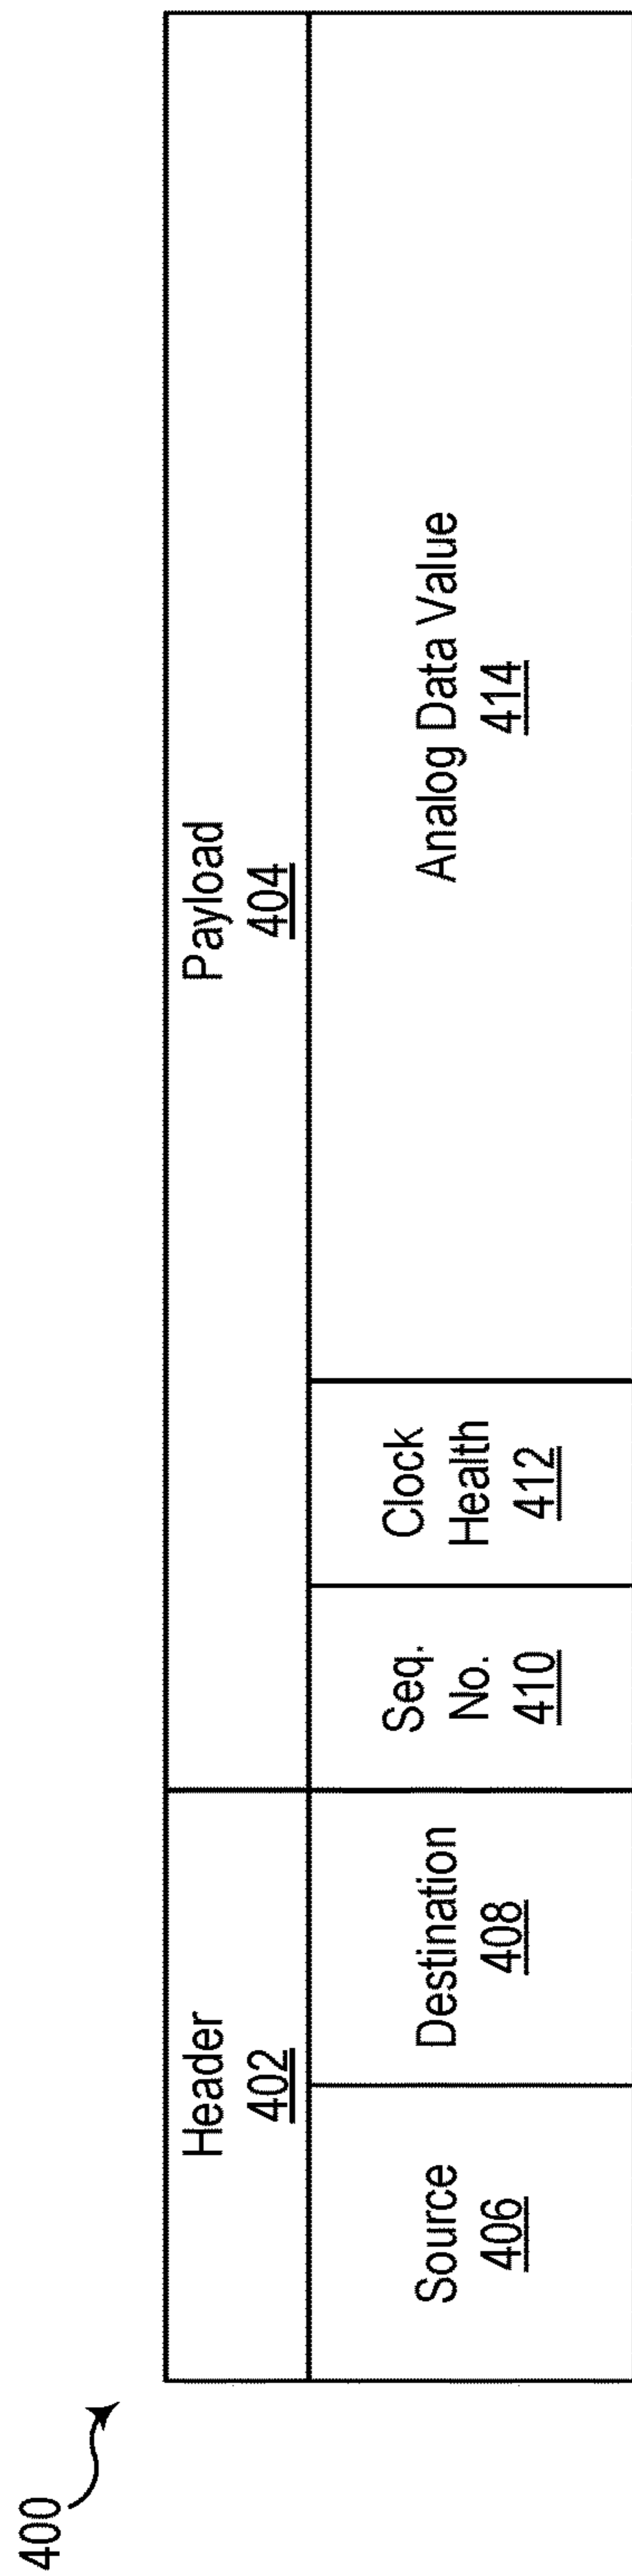 400
Header
402
Payload
404
Source
406
Destination
408
Seq.
No.
410
Clock
Health
412
Analog Data Value
414